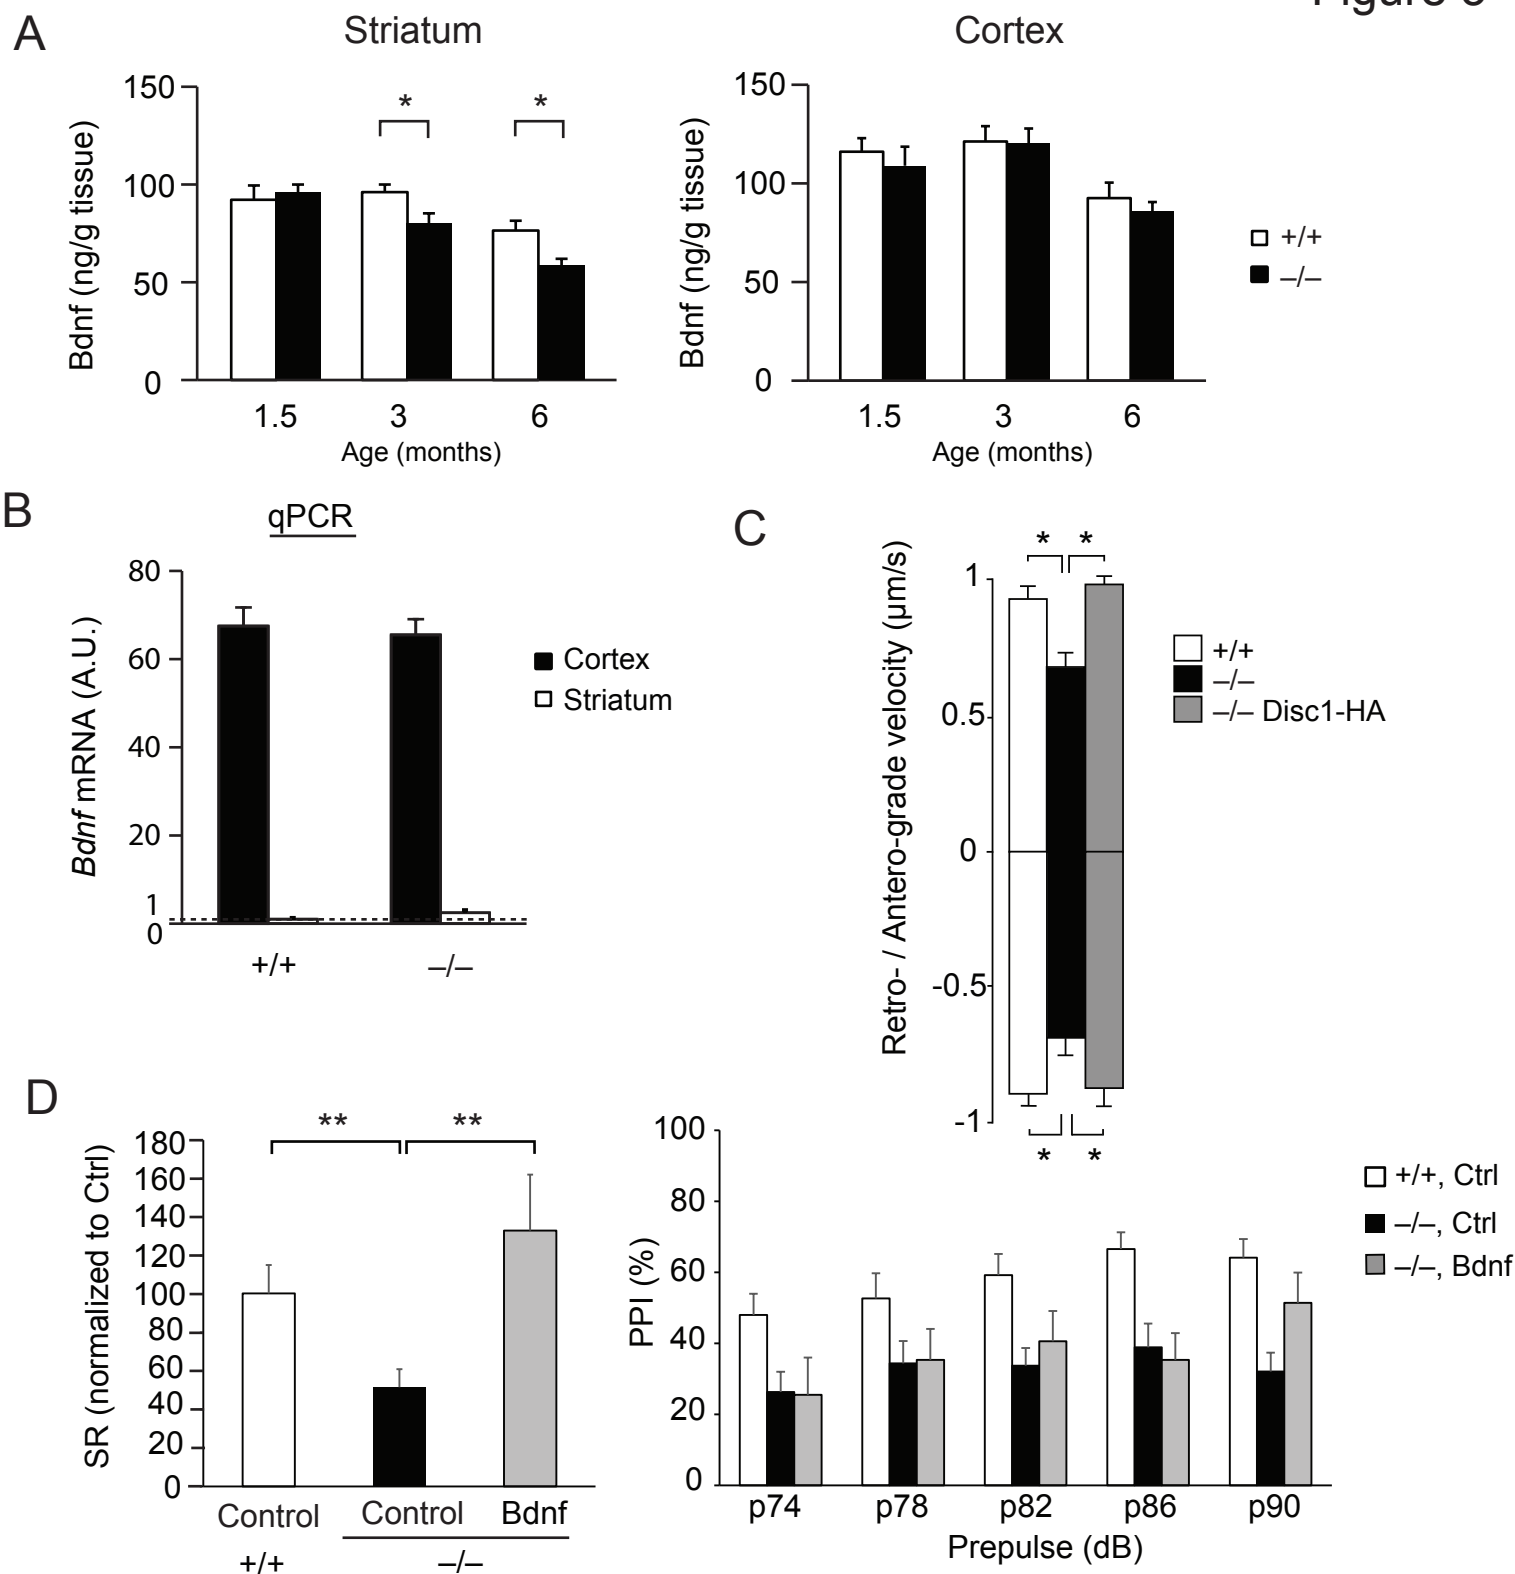 A
Striatum
Cortex
150
100
50
0
Bdnf (ng/g tissue)
*
*
1.5
3
6
Age (months)
150
100
50
0
Bdnf (ng/g tissue)
1.5
3
6
Age (months)
+/+
–/–
B
qPCR
80
60
40
20
1
0
Bdnf mRNA (A.U.)
Cortex
Striatum
+/+
–/–
C
* *
1
0.5
0
-0.5
-1
Retro- / Antero-grade velocity (µm/s)
* *
+/+
–/–
–/– Disc1-HA
D
** **
180
160
140
120
100
80
60
40
20
0
SR (normalized to Ctrl)
Control Control Bdnf
+/+ –/–
100
80
60
40
20
0
PPI (%)
p74 p78 p82 p86 p90
Prepulse (dB)
+/+, Ctrl
–/–, Ctrl
–/–, Bdnf